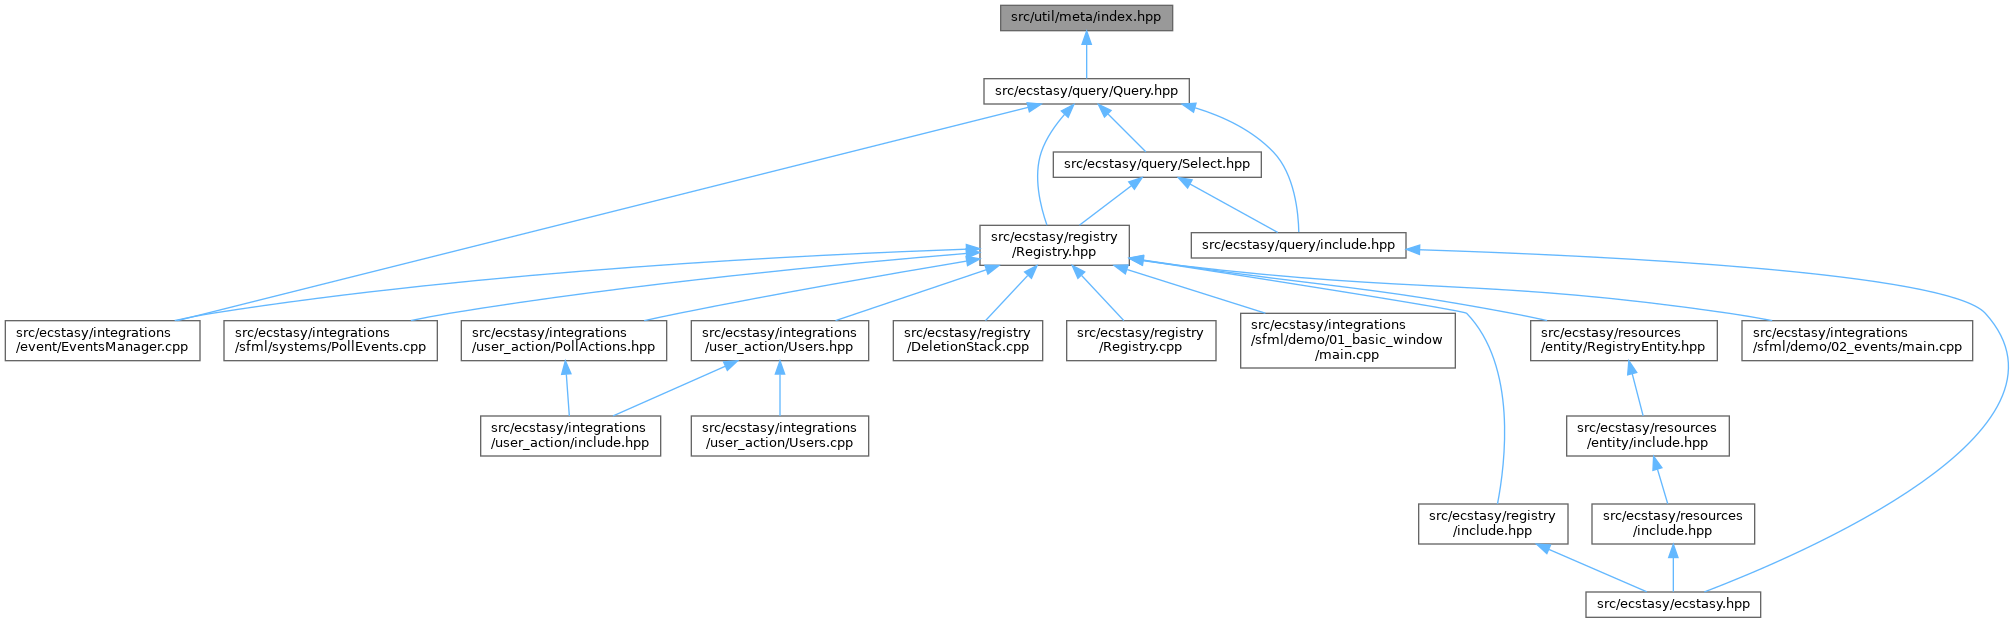 src/util/meta/index.hpp
src/ecstasy/query/Query.hpp
src/ecstasy/query/Select.hpp
src/ecstasy/registry
/Registry.hpp
src/ecstasy/query/include.hpp
src/ecstasy/integrations
/event/EventsManager.cpp
src/ecstasy/integrations
/sfml/systems/PollEvents.cpp
src/ecstasy/integrations
/user_action/PollActions.hpp
src/ecstasy/integrations
/user_action/Users.hpp
src/ecstasy/registry
/DeletionStack.cpp
src/ecstasy/registry
/Registry.cpp
src/ecstasy/integrations
/sfml/demo/01_basic_window
/main.cpp
src/ecstasy/resources
/entity/RegistryEntity.hpp
src/ecstasy/integrations
/sfml/demo/02_events/main.cpp
src/ecstasy/integrations
/user_action/include.hpp
src/ecstasy/integrations
/user_action/Users.cpp
src/ecstasy/resources
/entity/include.hpp
src/ecstasy/registry
/include.hpp
src/ecstasy/resources
/include.hpp
src/ecstasy/ecstasy.hpp